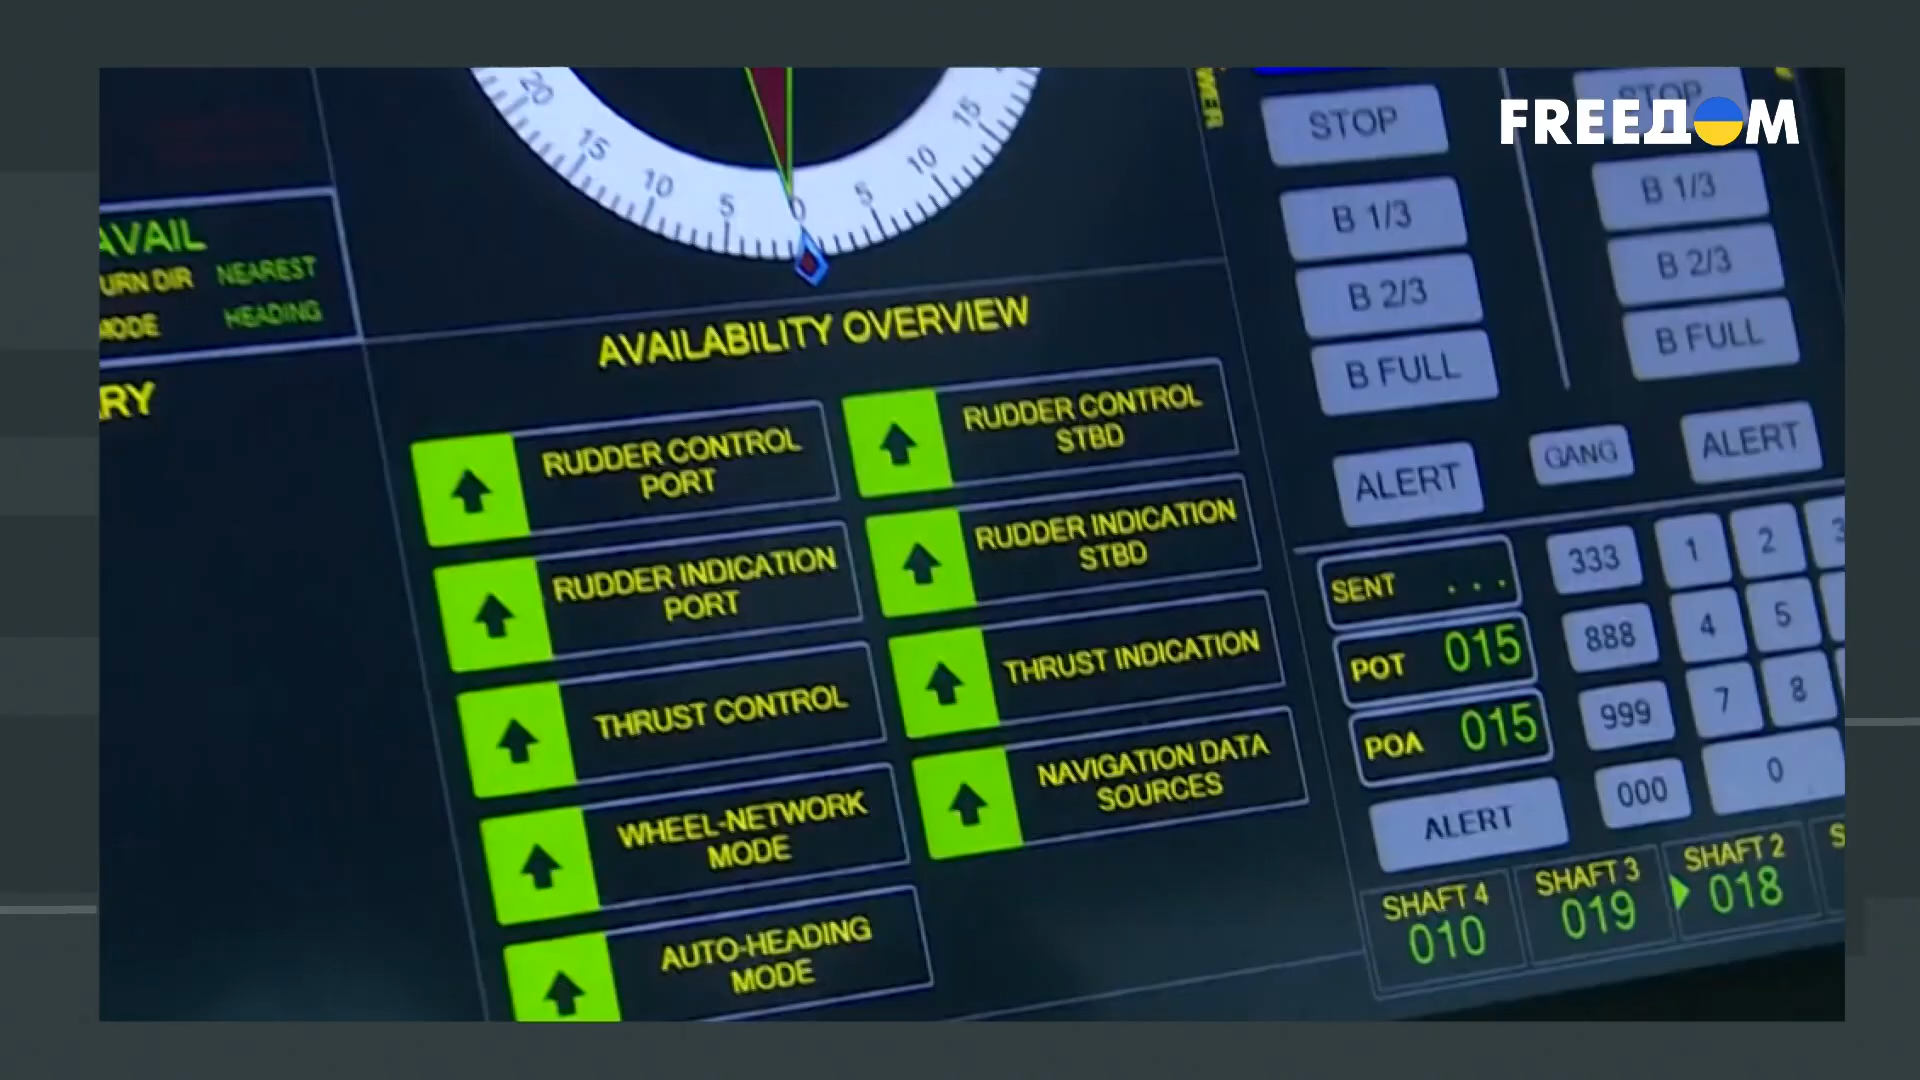 FREEДОМ
20
15
10
5
0
5
10
15
AVAIL
URN DIR NEAREST
MODE HEADING
RY
AVAILABILITY OVERVIEW
RUDDER CONTROL
PORT
RUDDER CONTROL
STBD
RUDDER INDICATION
PORT
RUDDER INDICATION
STBD
THRUST CONTROL
THRUST INDICATION
WHEEL-NETWORK
MODE
NAVIGATION DATA
SOURCES
AUTO-HEADING
MODE
WER
STOP
B 1/3
B 2/3
B FULL
STOP
B 1/3
B 2/3
B FULL
ALERT
GANG
ALERT
SENT ...
POT 015
POA 015
ALERT
333
888
999
000
1 2 3
4 5
7 8
0
SHAFT 4
010
SHAFT 3
019
SHAFT 2
018
S